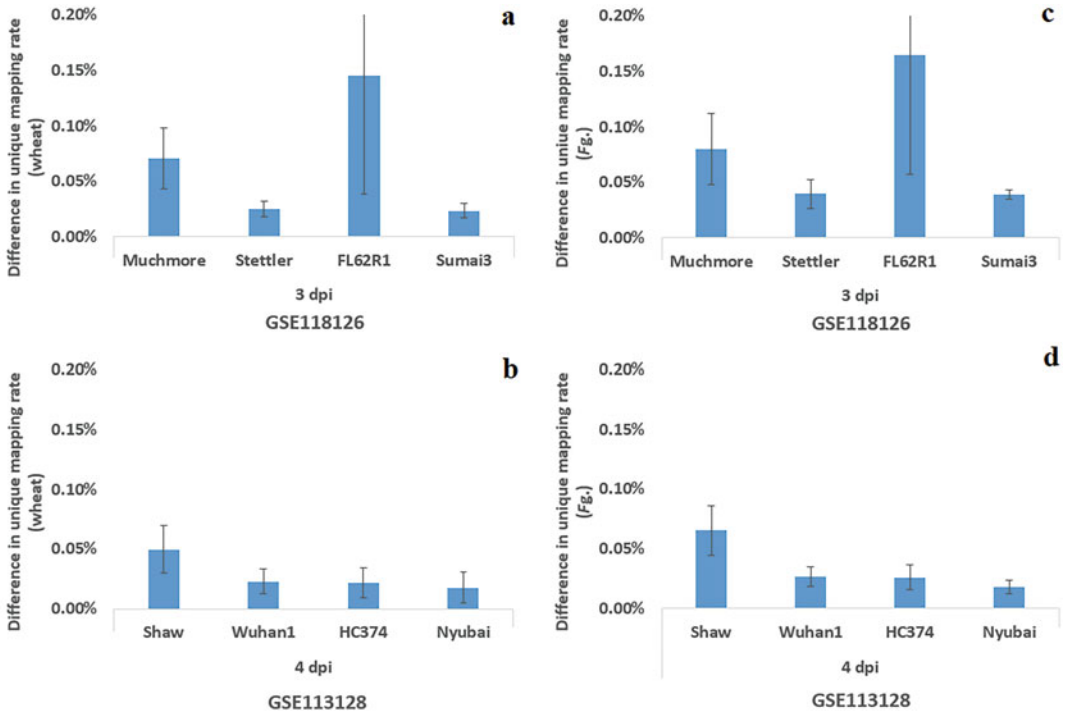 a
Difference in unique mapping rate
(wheat)
0.20%
0.15%
0.10%
0.05%
0.00%
Muchmore Stettler FL62R1 Sumai3
3 dpi
GSE118126
c
Difference in uniue mapping rate
(Fg.)
0.20%
0.15%
0.10%
0.05%
0.00%
Muchmore Stettler FL62R1 Sumai3
3 dpi
GSE118126
b
Difference in unique mapping rate
(wheat)
0.20%
0.15%
0.10%
0.05%
0.00%
Shaw Wuhan1 HC374 Nyubai
4 dpi
GSE113128
d
Difference in unique mapping rate
(Fg.)
0.20%
0.15%
0.10%
0.05%
0.00%
Shaw Wuhan1 HC374 Nyubai
4 dpi
GSE113128